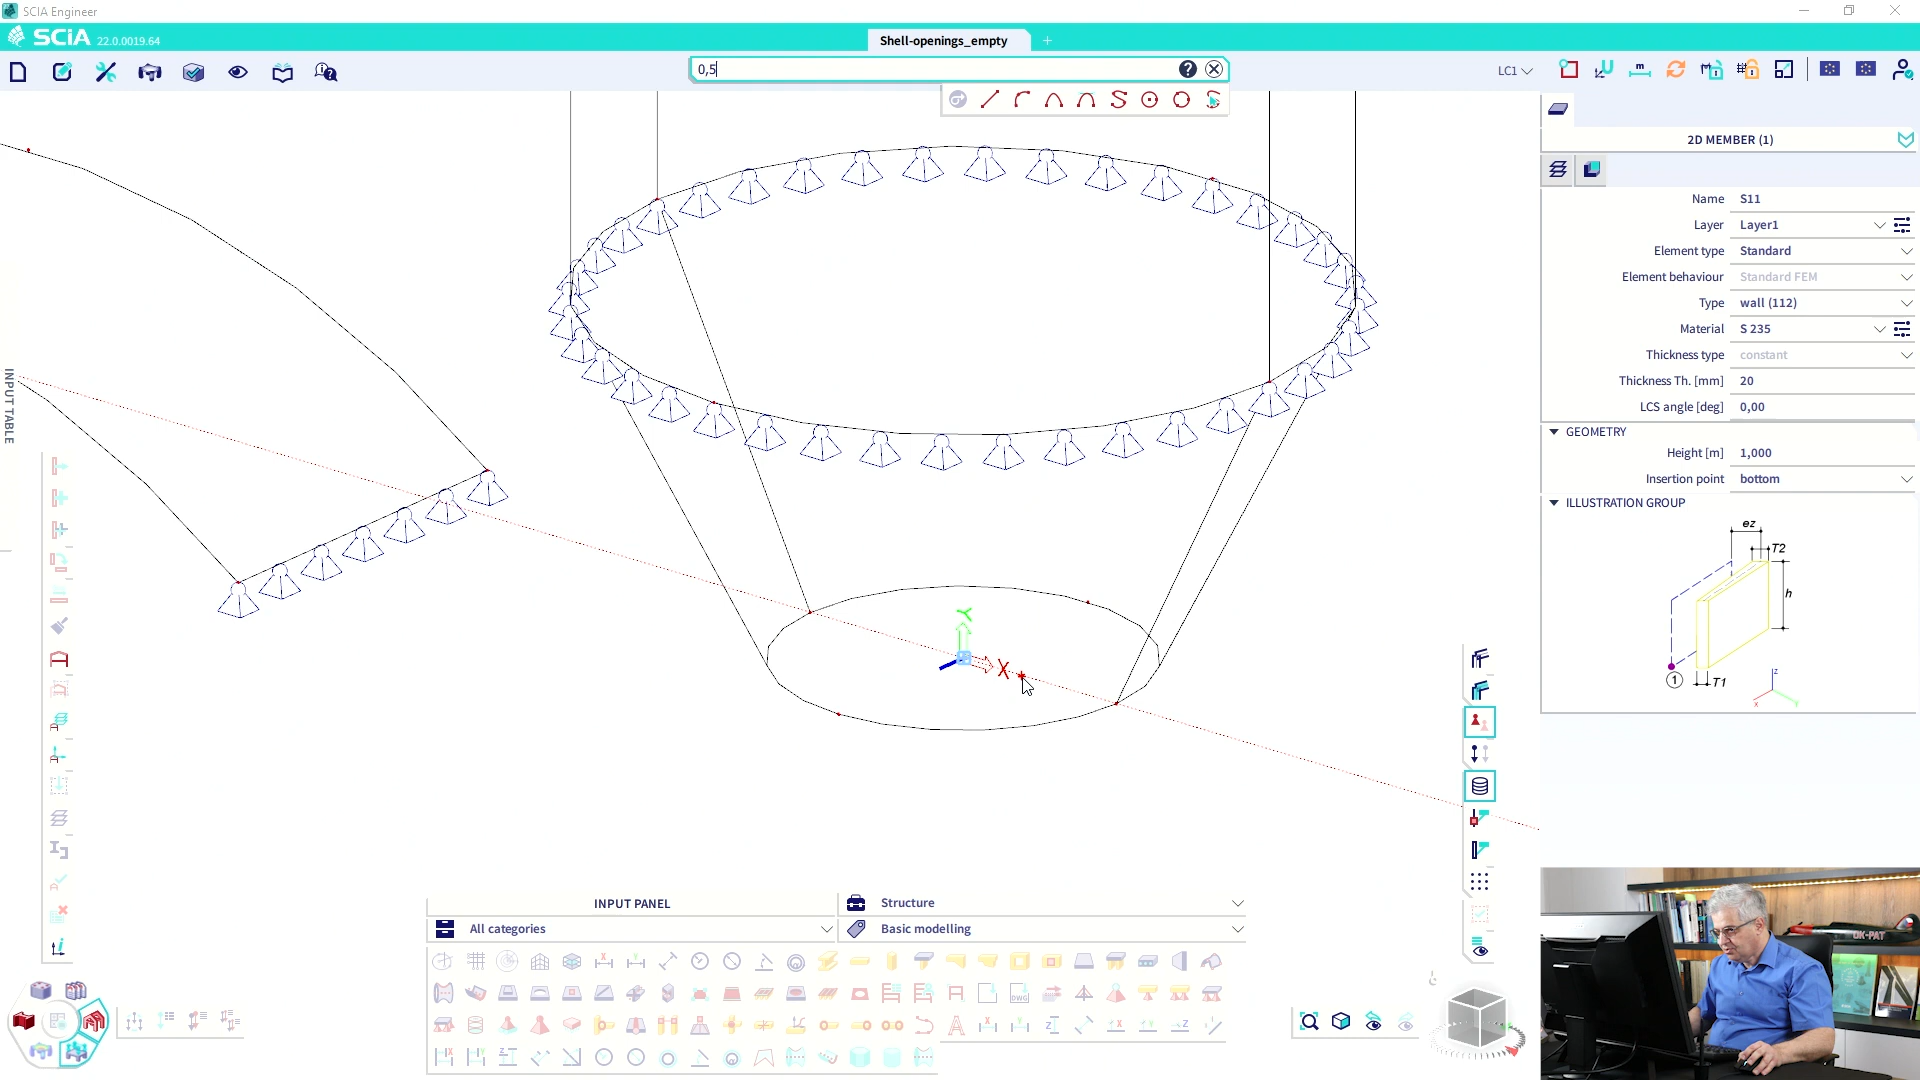 SCIA Engineer
SCiA 22.0.0019.64
Shell-openings_empty
0,5
LC1
2D MEMBER (1)
Name S11
Layer Layer1
Element type Standard
Element behaviour Standard FEM
Type wall (112)
Material S 235
Thickness type constant
Thickness Th. [mm] 20
LCS angle [deg] 0,00
GEOMETRY
Height [m] 1,000
Insertion point bottom
ILLUSTRATION GROUP
ez
T2
h
1
T1
z
x
y
INPUT TABLE
Y
X
INPUT PANEL
Structure
All categories
Basic modelling
OK-PAT